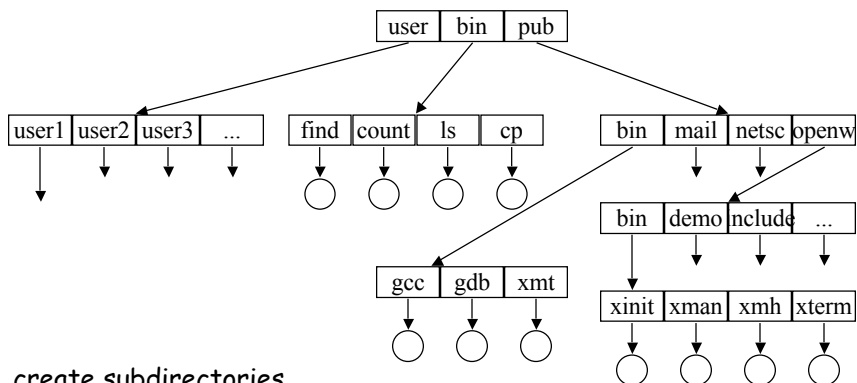 user bin pub
user1 user2 user3 ... find count ls cp bin mail netsc openw
bin demo nclude ...
gcc gdb xmt
xinit xman xmh xterm
create subdirectories